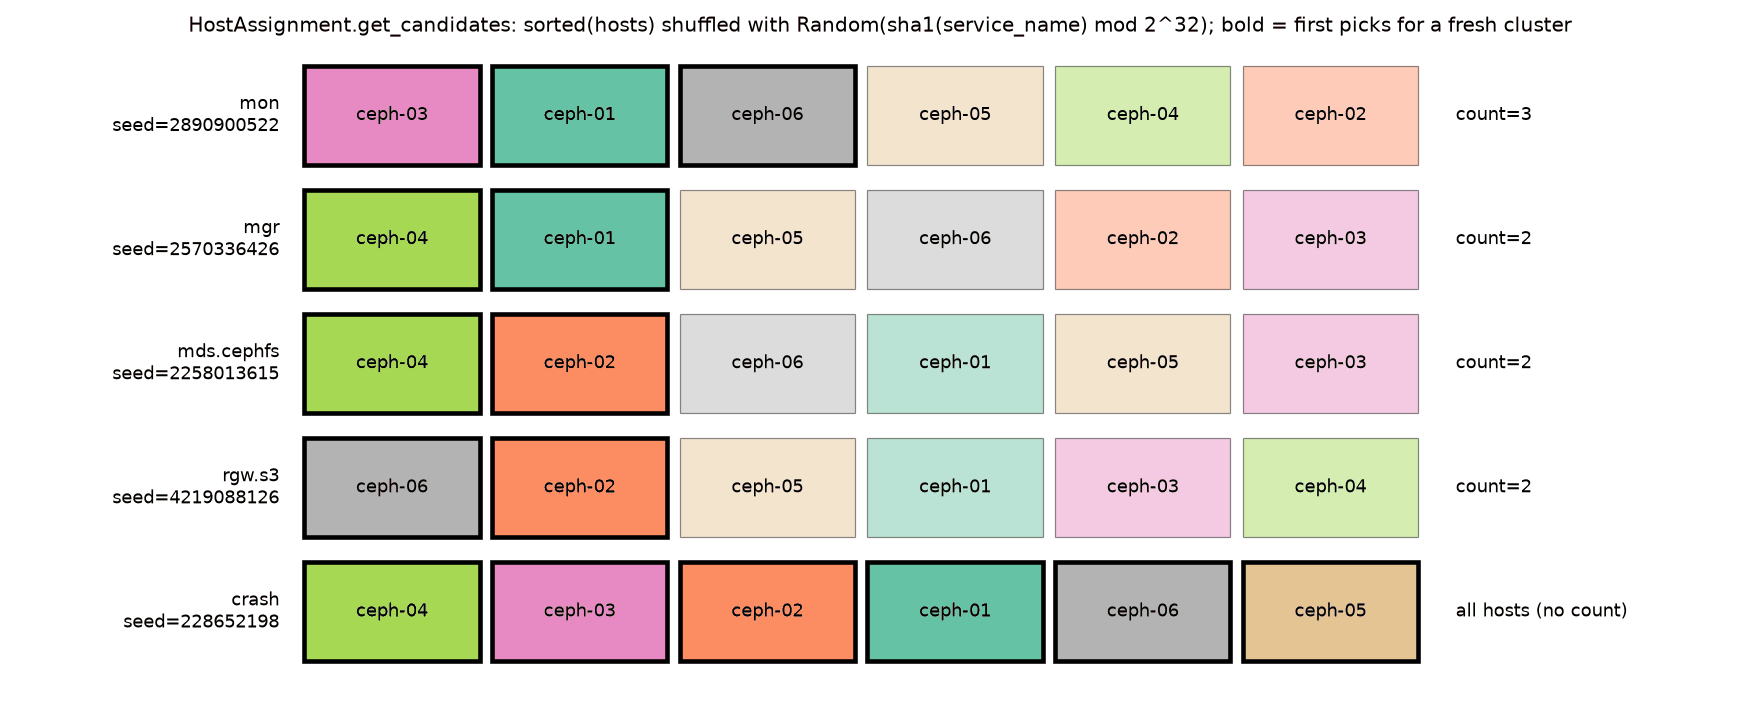 HostAssignment.get_candidates: sorted(hosts) shuffled with Random(sha1(service_name) mod 2^32); bold = first picks for a fresh cluster
mon
seed=2890900522
ceph-03 ceph-01 ceph-06 ceph-05 ceph-04 ceph-02 count=3
mgr
seed=2570336426
ceph-04 ceph-01 ceph-05 ceph-06 ceph-02 ceph-03 count=2
mds.cephfs
seed=2258013615
ceph-04 ceph-02 ceph-06 ceph-01 ceph-05 ceph-03 count=2
rgw.s3
seed=4219088126
ceph-06 ceph-02 ceph-05 ceph-01 ceph-03 ceph-04 count=2
crash
seed=228652198
ceph-04 ceph-03 ceph-02 ceph-01 ceph-06 ceph-05 all hosts (no count)